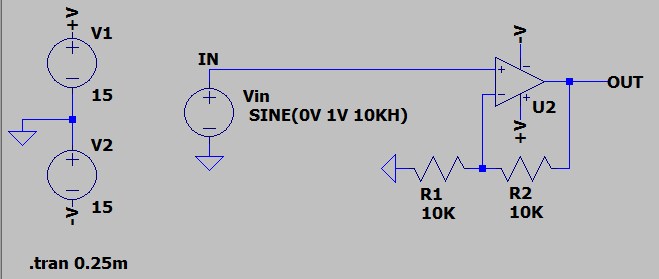 +V
V1
15
V2
15
-V
IN
Vin
SINE(0V 1V 10KH)
-V
U2
+V
OUT
R1
10K
R2
10K
.tran 0.25m